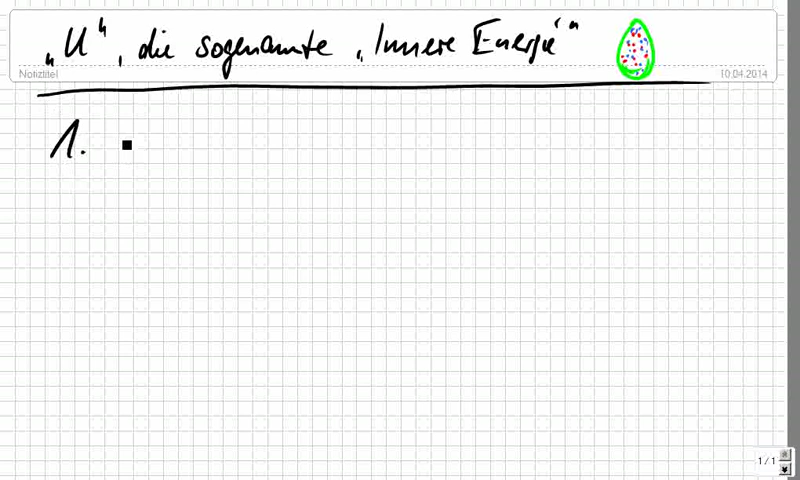 „U“, die sogenannte „Innere Energie“
Notiztitel
10.04.2014
1.
1 / 1